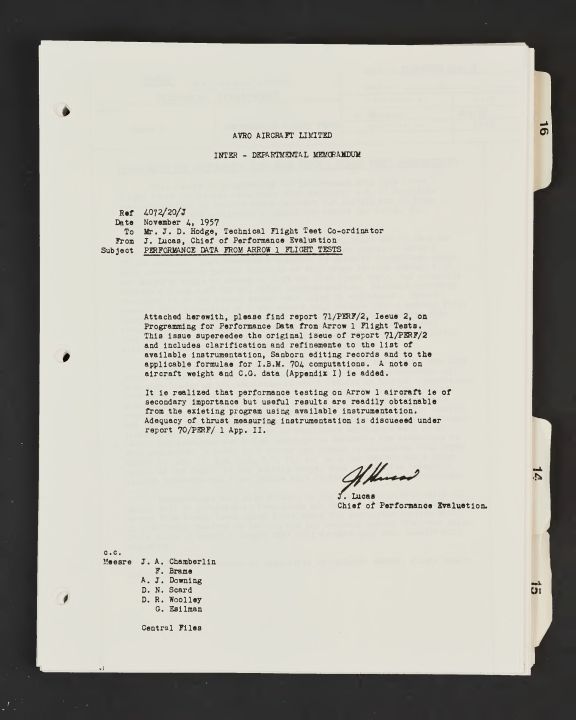 AVRO AIRCRAFT LIMITED
INTER - DEPARTMENTAL MEMORANDUM
Ref 4072/20/J
Date November 4, 1957
To Mr. J. D. Hodge, Technical Flight Test Co-ordinator
From J. Lucas, Chief of Performance Evaluation
Subject PERFORMANCE DATA FROM ARROW 1 FLIGHT TESTS
Attached herewith, please find report 71/PERF/2, Issue 2, on
Programming for Performance Data from Arrow 1 Flight Tests.
This issue supersedes the original issue of report 71/PERF/2
and includes clarification and refinements to the list of
available instrumentation, Sanborn editing records and to the
applicable formulae for I.B.M. 704 computations. A note on
aircraft weight and C.G. data (Appendix I) is added.
It is realized that performance testing on Arrow 1 aircraft is of
secondary importance but useful results are readily obtainable
from the existing program using available instrumentation.
Adequacy of thrust measuring instrumentation is discussed under
report 70/PERF/ 1 App. II.
J. Lucas
Chief of Performance Evaluation.
c.c.
Messrs J. A. Chamberlin
F. Brame
A. J. Downing
D. N. Scard
D. R. Woolley
G. Esilman
Central Files
16
14
15